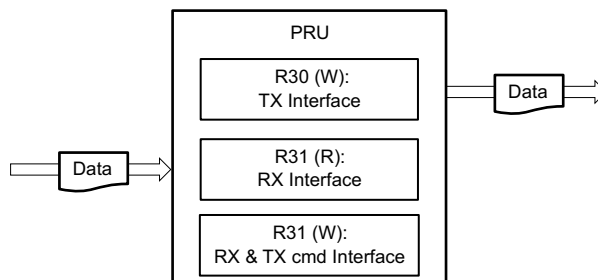 PRU
R30 (W):
TX Interface
Data
Data
R31 (R):
RX Interface
R31 (W):
RX & TX cmd Interface